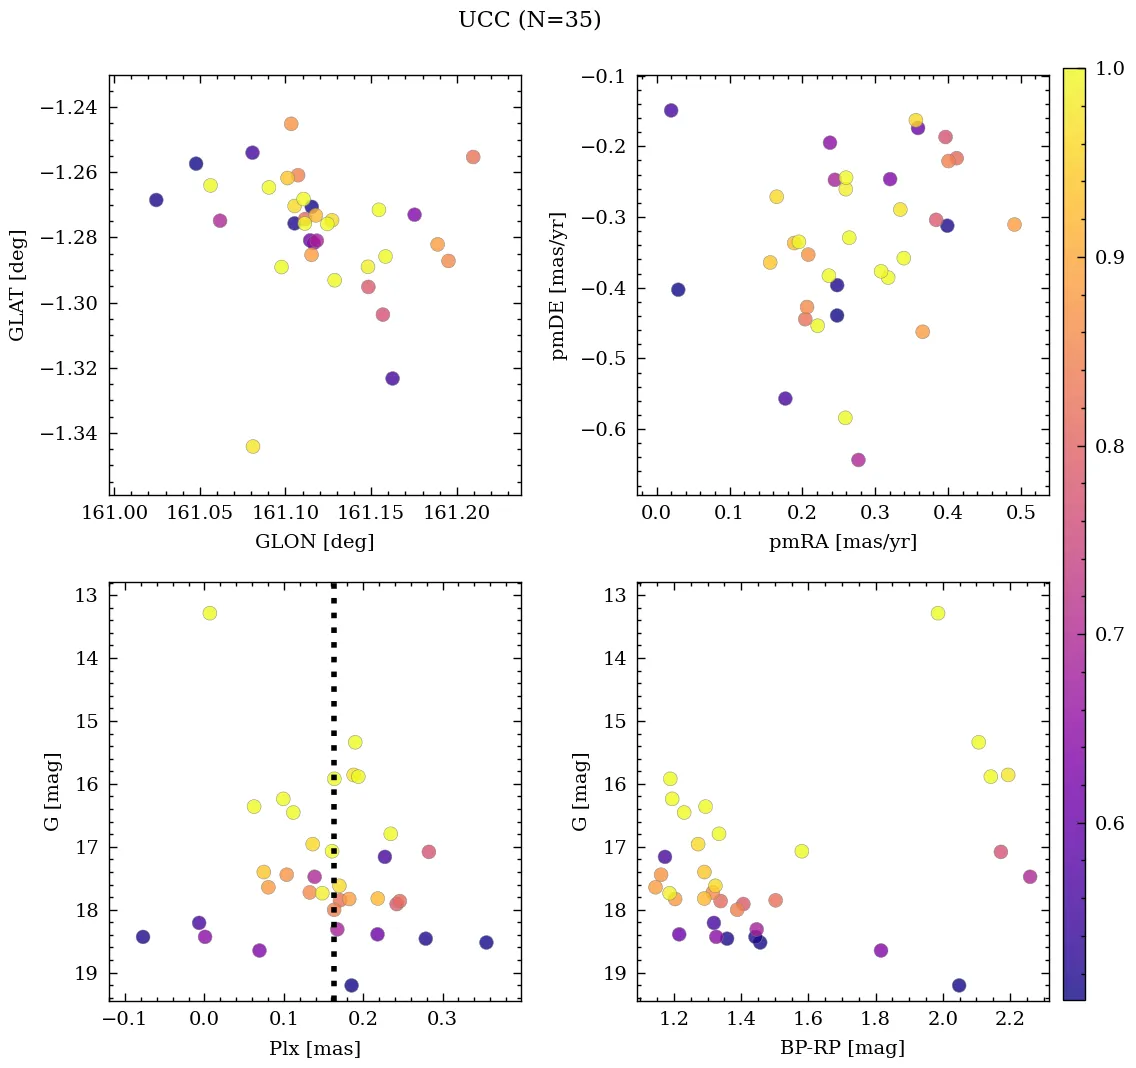 UCC (N=35)
−1.24
−1.26
−1.28
−1.30
−1.32
−1.34
GLAT [deg]
161.00 161.05 161.10 161.15 161.20
GLON [deg]
−0.1
−0.2
−0.3
−0.4
−0.5
−0.6
pmDE [mas/yr]
0.0 0.1 0.2 0.3 0.4 0.5
pmRA [mas/yr]
13
14
15
16
17
18
19
G [mag]
−0.1 0.0 0.1 0.2 0.3
Plx [mas]
13
14
15
16
17
18
19
G [mag]
1.2 1.4 1.6 1.8 2.0 2.2
BP-RP [mag]
1.0
0.9
0.8
0.7
0.6